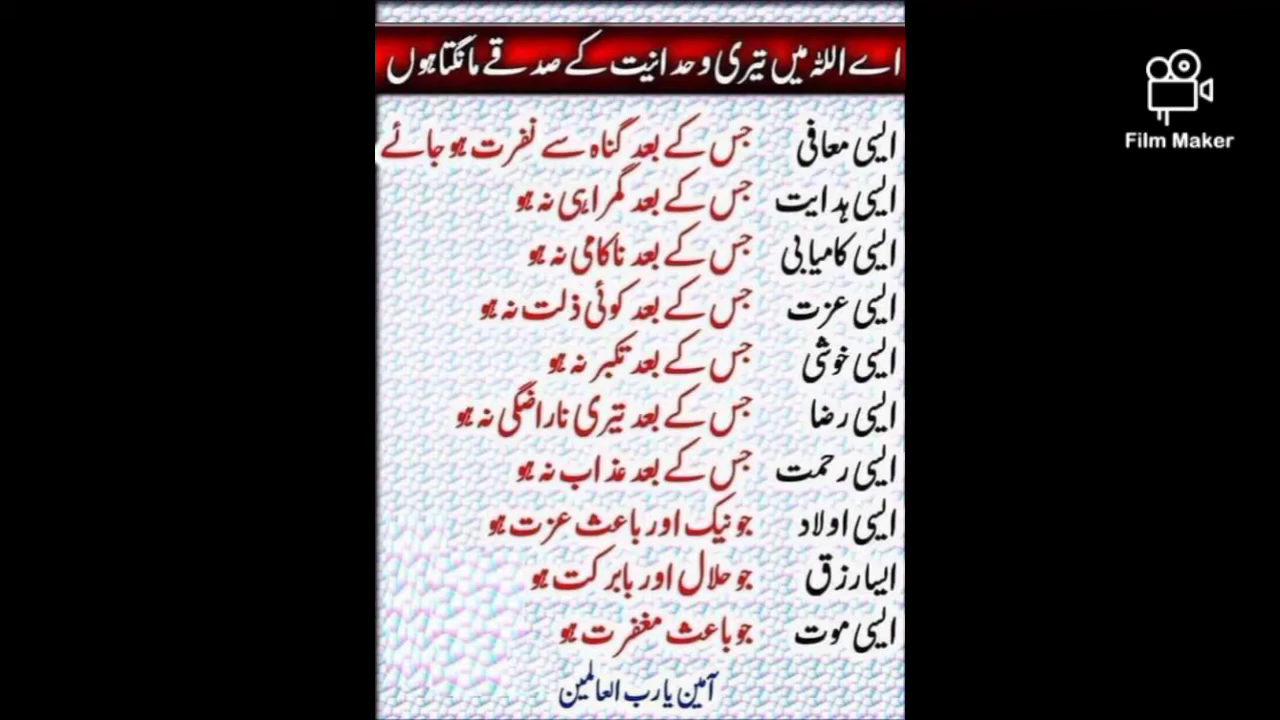 اے اللہ میں تیری وحدانیت کے صدقے مانگتا ہوں
ایسی معافی جس کے بعد گناہ سے نفرت ہو جائے
ایسی ہدایت جس کے بعد گمراہی نہ ہو
ایسی کامیابی جس کے بعد ناکامی نہ ہو
ایسی عزت جس کے بعد کوئی ذلت نہ ہو
ایسی خوشی جس کے بعد تکبر نہ ہو
ایسی رضا جس کے بعد تیری ناراضگی نہ ہو
ایسی رحمت جس کے بعد عذاب نہ ہو
ایسی اولاد جو نیک اور باعث عزت ہو
ایسا رزق جو حلال اور بابرکت ہو
ایسی موت جو باعث مغفرت ہو
آمین یا رب العالمین
Film Maker